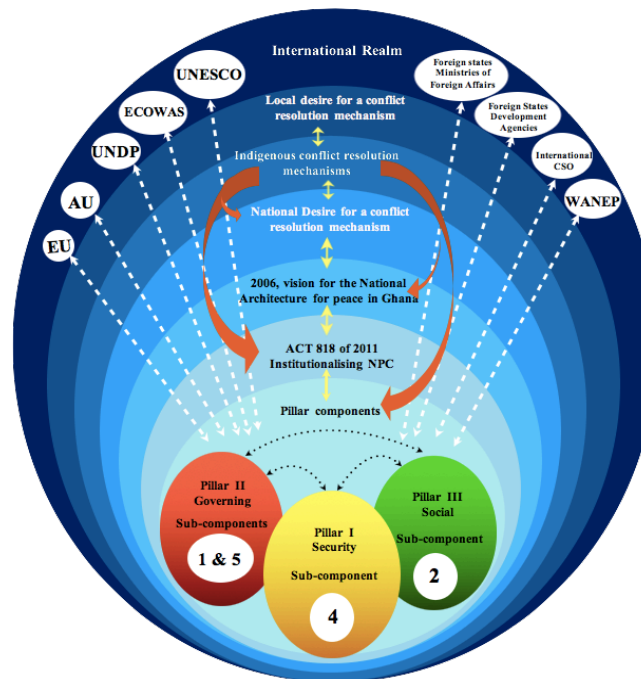 International Realm
UNESCO
ECOWAS
UNDP
AU
EU
Foreign states
Ministries of
Foreign Affairs
Foreign States
Development
Agencies
International
CSO
WANEP
Local desire for a conflict
resolution mechanism
Indigenous conflict resolution
mechanisms
National Desire for a conflict
resolution mechanism
2006, vision for the National
Architecture for peace in Ghana
ACT 818 of 2011
Institutionalising NPC
Pillar components
Pillar II
Governing
Sub-components
1 & 5
Pillar I
Security
Sub-component
4
Pillar III
Social
Sub-component
2